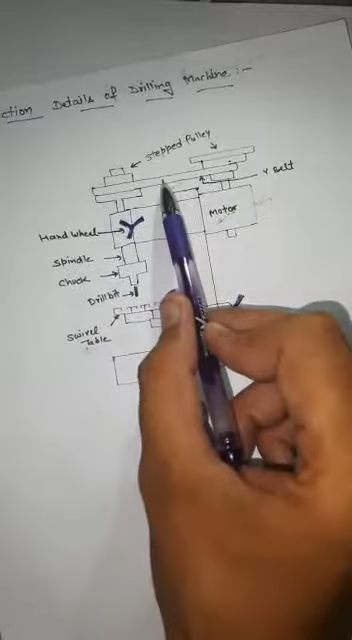 ction Details of Drilling Machine:-
Stepped Pulley
V Belt
Motor
Hand wheel
Spindle
Chuck
Drill bit
Swivel
Table